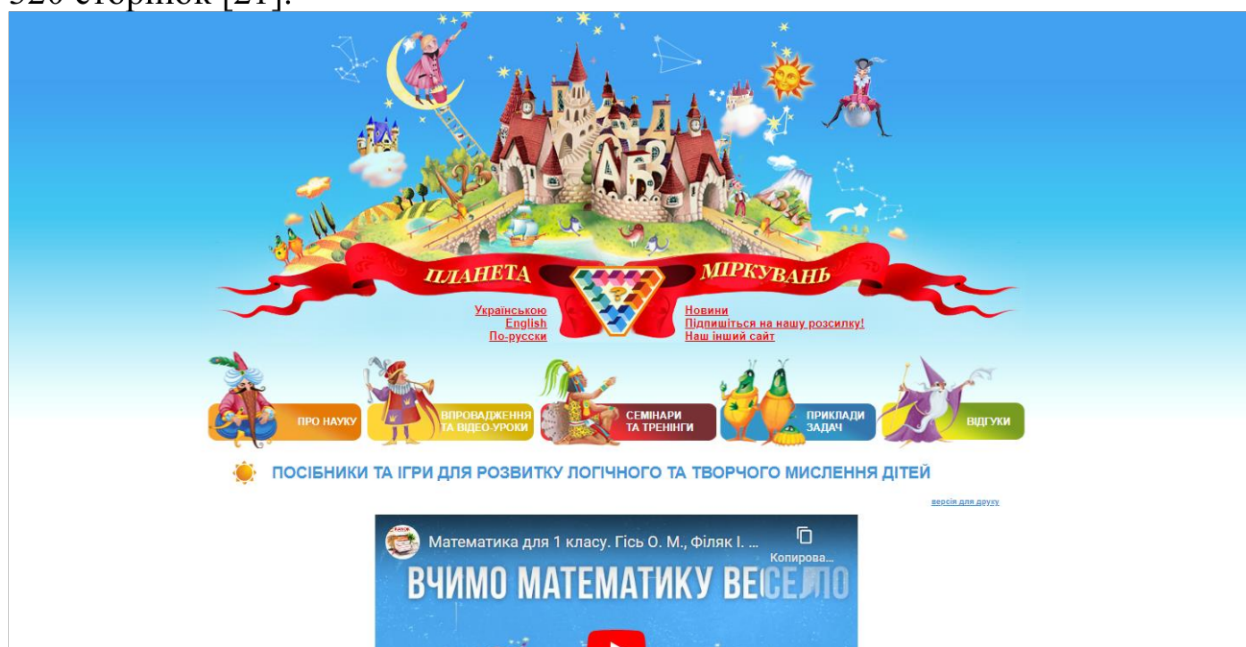 320 сторінок [21].
АБВ
ПЛАНЕТА МІРКУВАНЬ
Українською
English
По-русски
Новини
Підпишіться на нашу розсилку!
Наш інший сайт
ПРО НАУКУ
ВПРОВАДЖЕННЯ
ТА ВІДЕО-УРОКИ
СЕМІНАРИ
ТА ТРЕНІНГИ
ПРИКЛАДИ
ЗАДАЧ
ВІДГУКИ
ПОСІБНИКИ ТА ІГРИ ДЛЯ РОЗВИТКУ ЛОГІЧНОГО ТА ТВОРЧОГО МИСЛЕННЯ ДІТЕЙ
версія для друку
Математика для 1 класу. Гісь О. М., Філяк І. ...
Копирова...
ВЧИМО МАТЕМАТИКУ ВЕСЕЛО